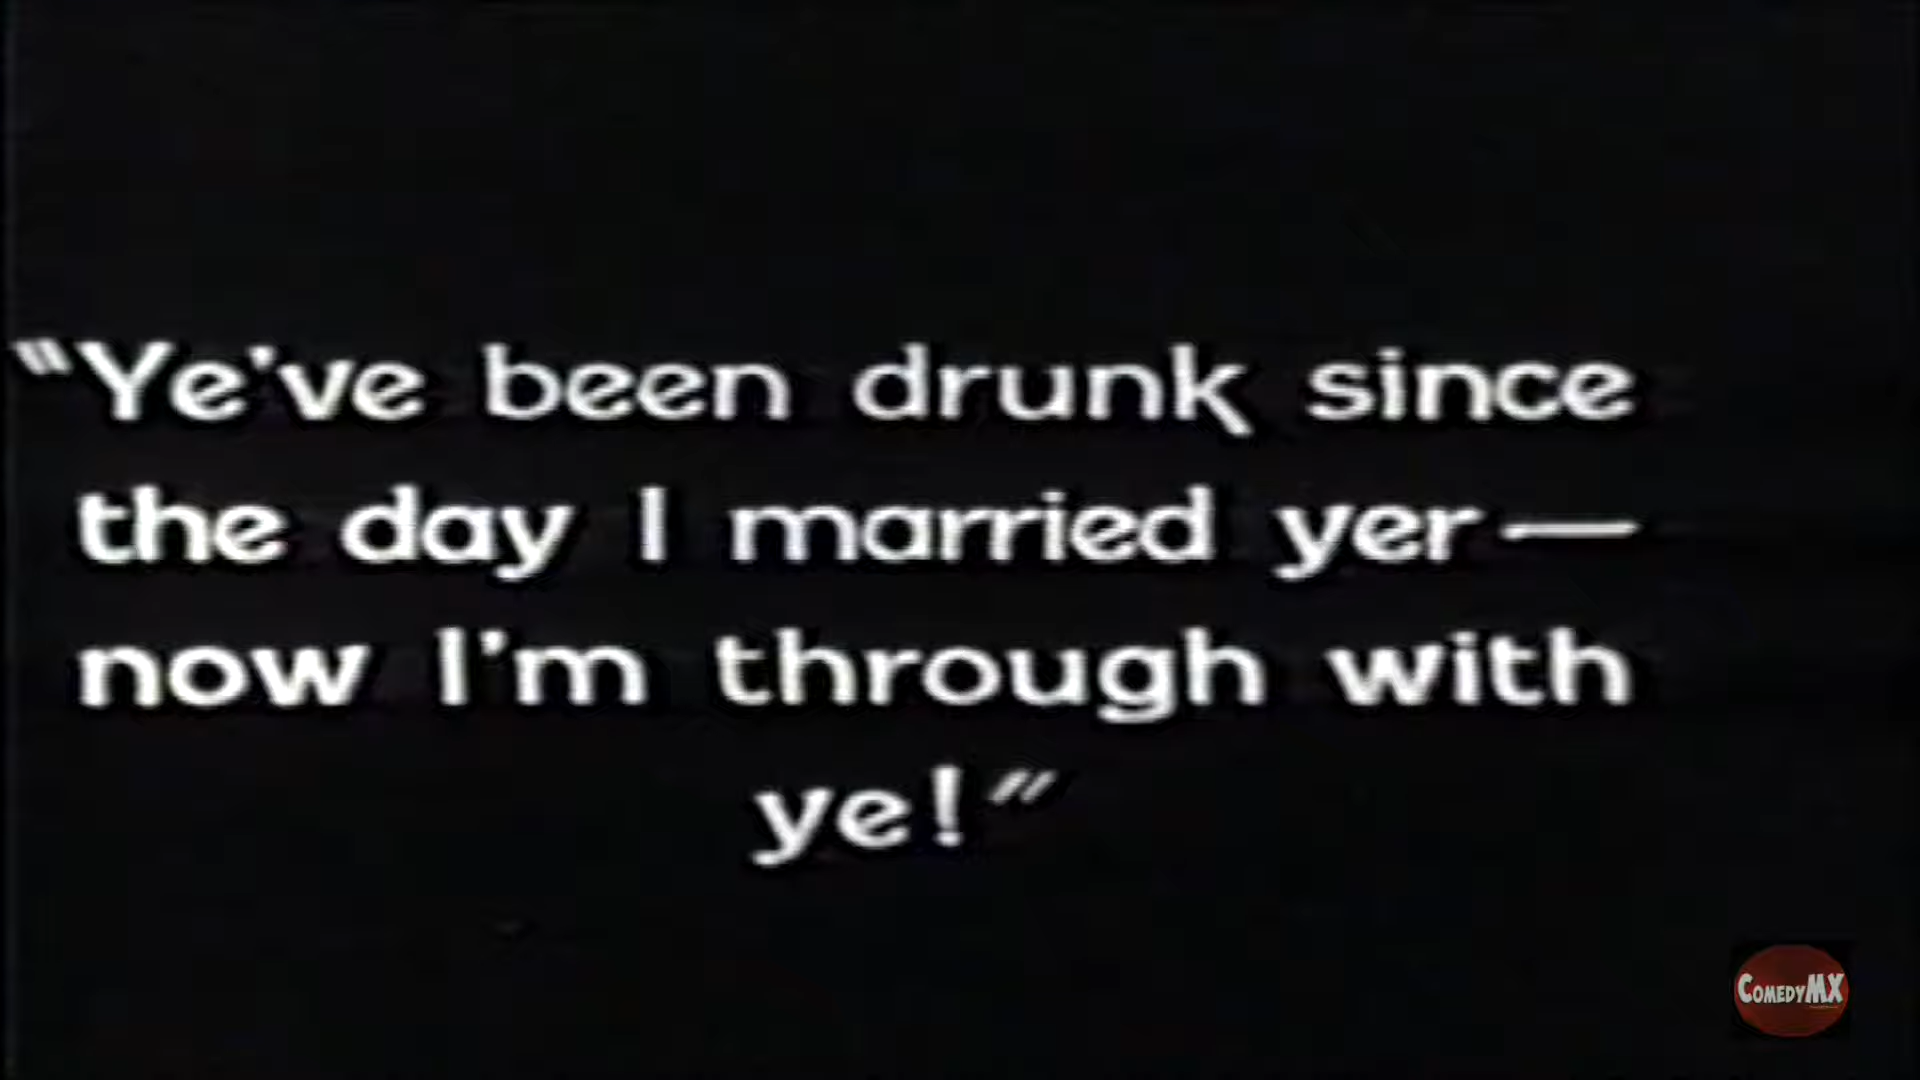 “Ye’ve been drunk since
the day I married yer—
now I’m through with
ye!”
COMEDYMX